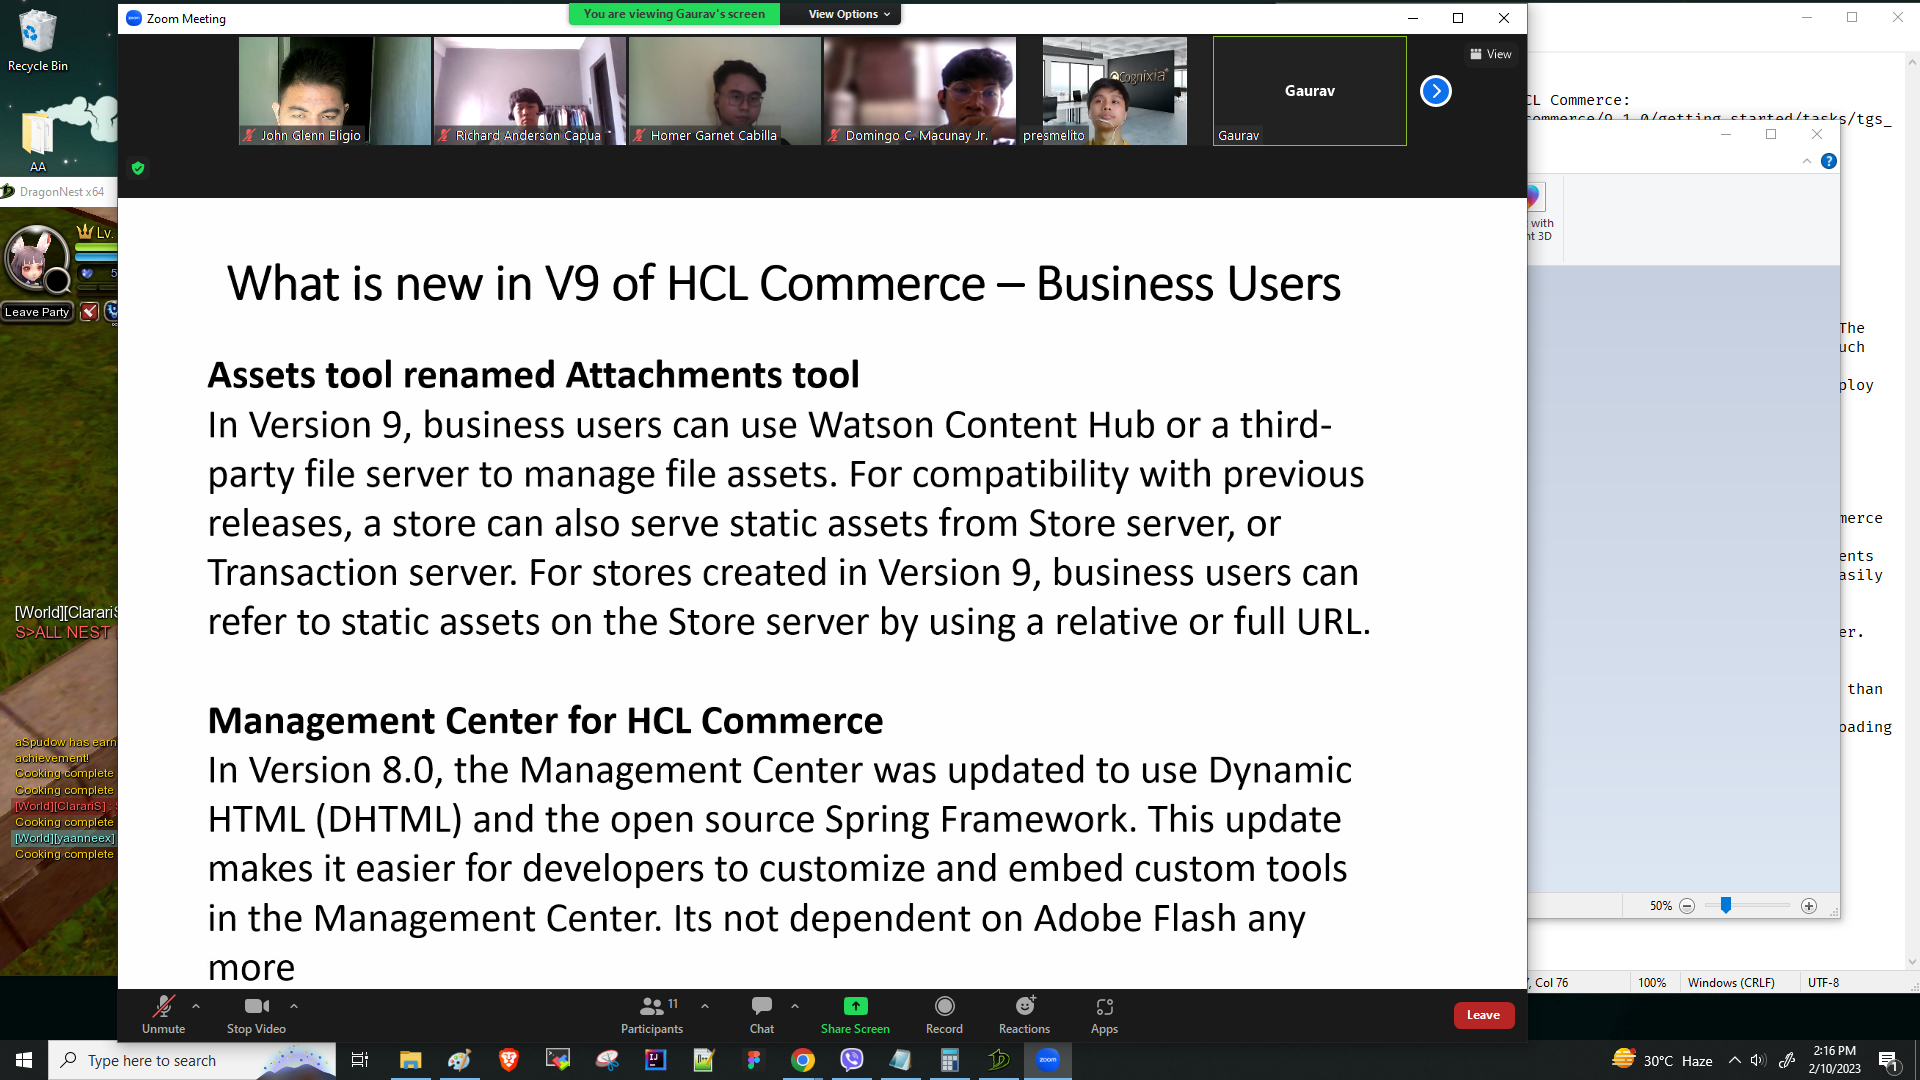 Recycle Bin
AA
DragonNest x64
Lv.
5
Leave Party
[World][ClarariS
S>ALL NEST
aSpudow has earn
achievement!
Cooking complete
Cooking complete
[World][ClarariS] : S
Cooking complete
[World][yaanneex]
Cooking complete
Zoom Meeting
You are viewing Gaurav's screen
View Options
John Glenn Eligio
Richard Anderson Capua
Homer Garnet Cabilla
Domingo C. Macunay Jr.
Cognixia
presmelito
Gaurav
Gaurav
View
What is new in V9 of HCL Commerce – Business Users
Assets tool renamed Attachments tool
In Version 9, business users can use Watson Content Hub or a third-
party file server to manage file assets. For compatibility with previous
releases, a store can also serve static assets from Store server, or
Transaction server. For stores created in Version 9, business users can
refer to static assets on the Store server by using a relative or full URL.
Management Center for HCL Commerce
In Version 8.0, the Management Center was updated to use Dynamic
HTML (DHTML) and the open source Spring Framework. This update
makes it easier for developers to customize and embed custom tools
in the Management Center. Its not dependent on Adobe Flash any
more
Unmute
Stop Video
Participants
11
Chat
Share Screen
Record
Reactions
Apps
Leave
CL Commerce:
commerce/9.1.0/getting_started/tasks/tgs_
with
nt 3D
The
uch
ploy
merce
ents
asily
er.
than
oading
50%
, Col 76
100%
Windows (CRLF)
UTF-8
Type here to search
zoom
30°C Haze
2:16 PM
2/10/2023
1